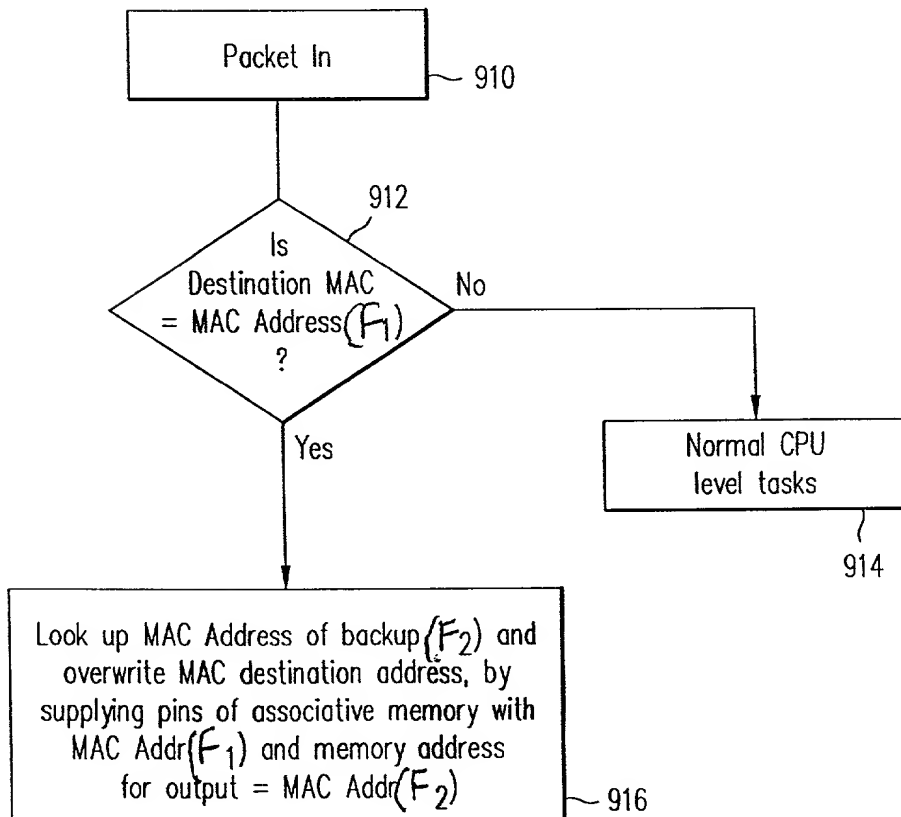 Packet In
910
912
Is
Destination MAC
= MAC Address(F1)
?
No
Yes
Normal CPU
level tasks
914
Look up MAC Address of backup(F2) and
overwrite MAC destination address, by
supplying pins of associative memory with
MAC Addr(F1) and memory address
for output = MAC Addr(F2)
916